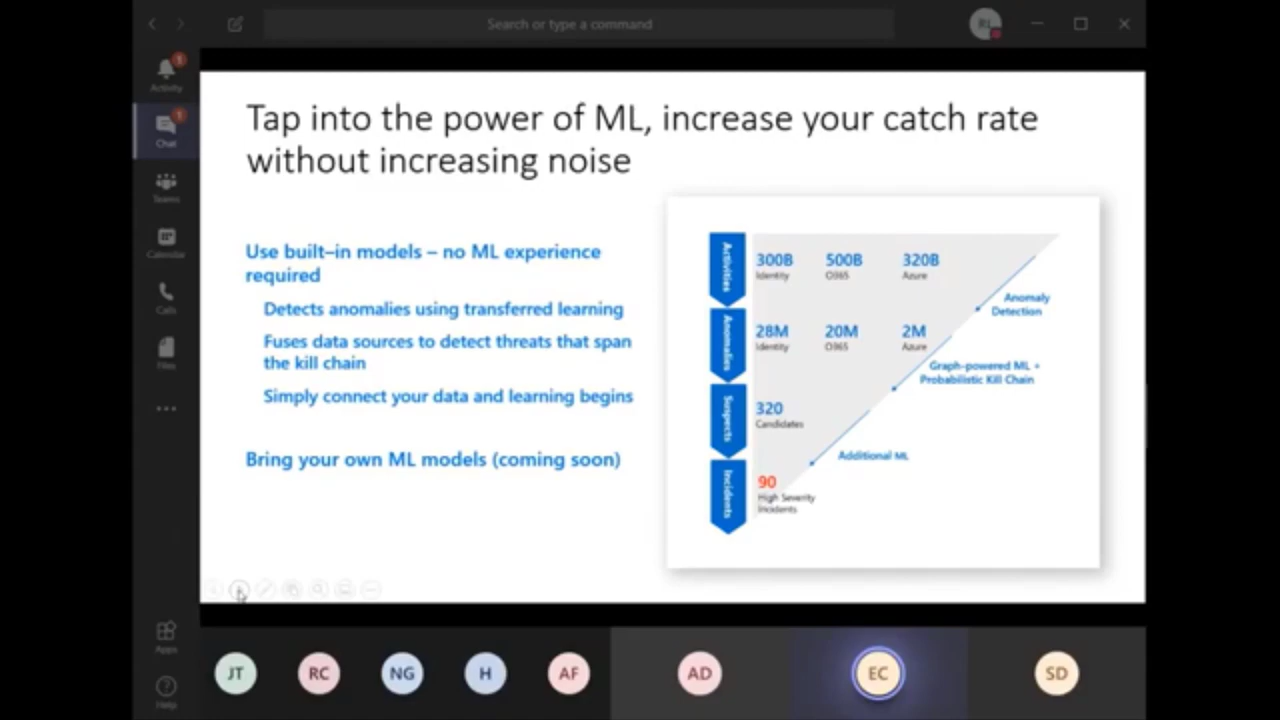 Search or type a command
RL
1
Activity
1
Chat
Teams
Calendar
Calls
Files
Apps
Help
Tap into the power of ML, increase your catch rate
without increasing noise
Use built–in models – no ML experience
required
Detects anomalies using transferred learning
Fuses data sources to detect threats that span
the kill chain
Simply connect your data and learning begins
Bring your own ML models (coming soon)
Activities
300B 500B 320B
Identity O365 Azure
Anomaly
Detection
Anomalies
28M 20M 2M
Identity O365 Azure
Graph-powered ML +
Probabilistic Kill Chain
Suspects
320
Candidates
Additional ML
Incidents
90
High Severity
Incidents
JT RC NG H AF AD EC SD